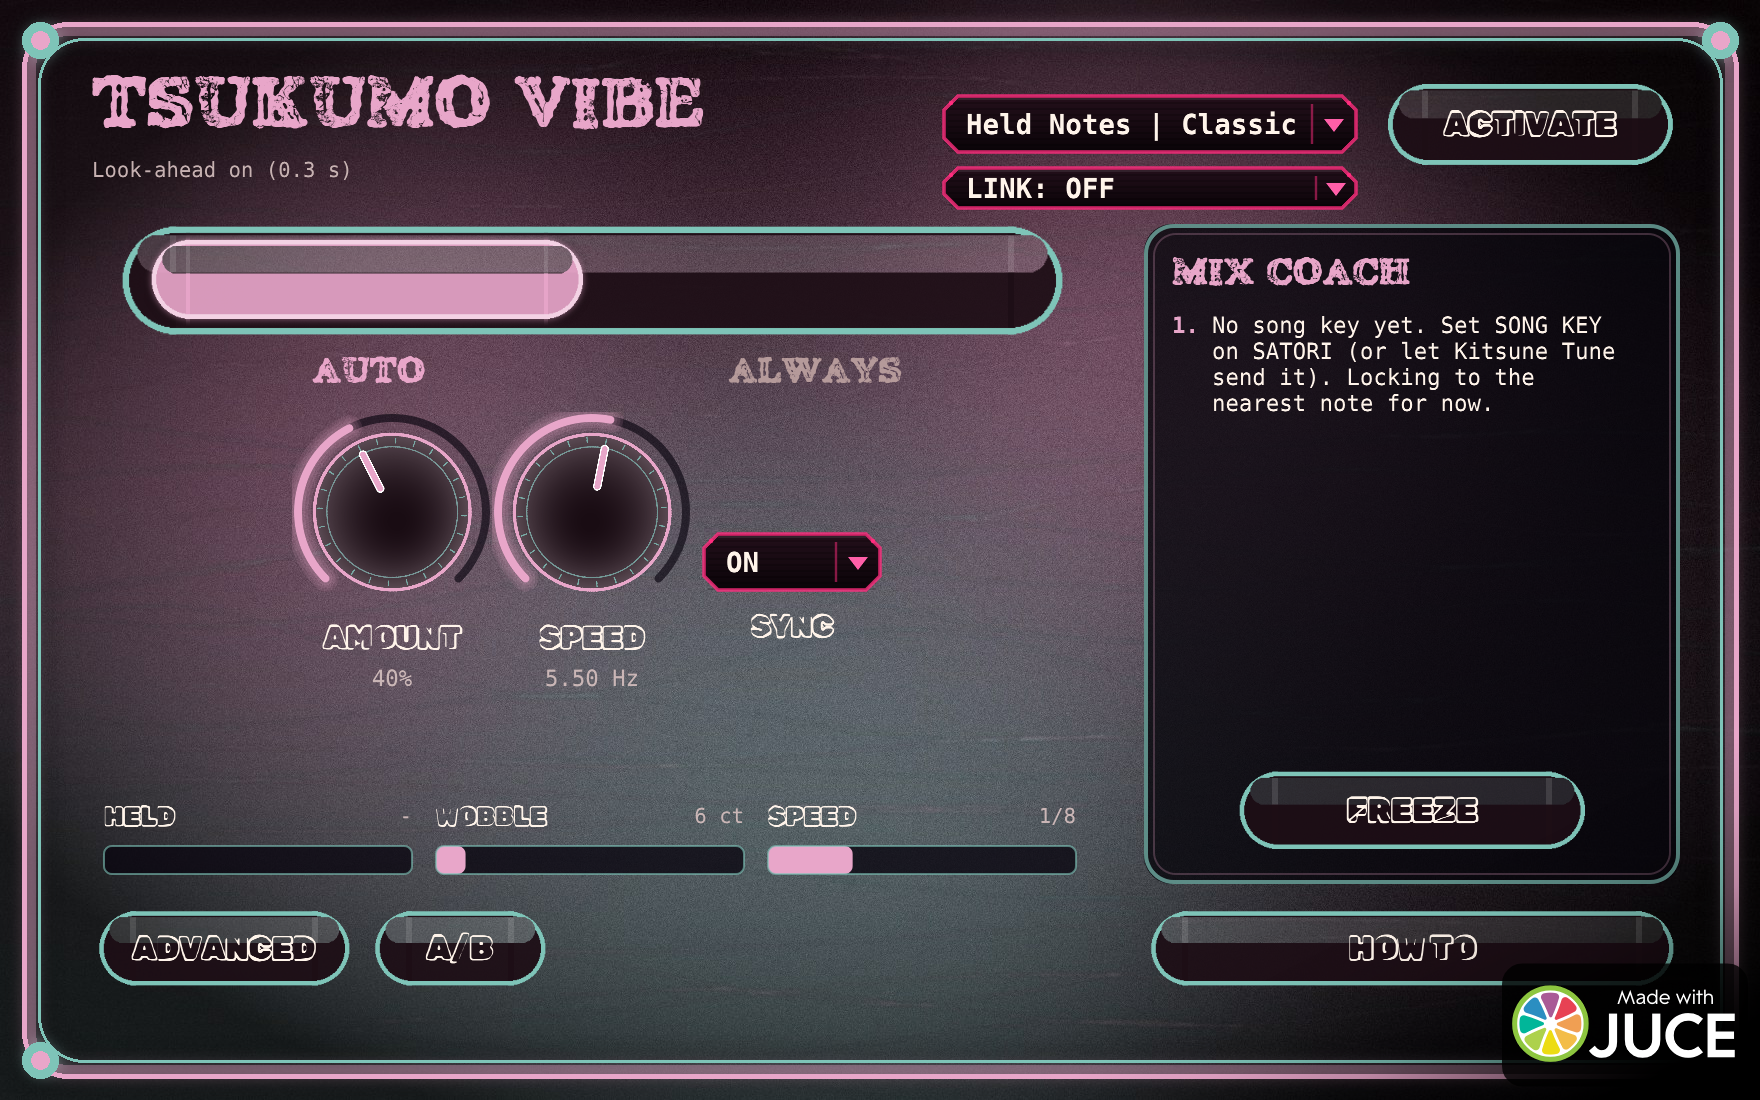 TSUKUMO VIBE
Look-ahead on (0.3 s)
Held Notes | Classic
LINK: OFF
ACTIVATE
AUTO
ALWAYS
MIX COACH
1. No song key yet. Set SONG KEY
on SATORI (or let Kitsune Tune
send it). Locking to the
nearest note for now.
ON
AMOUNT
SPEED
SYNC
40%
5.50 Hz
HELD -
WOBBLE 6 ct
SPEED 1/8
FREEZE
ADVANCED
A/B
HOW TO
Made with
JUCE